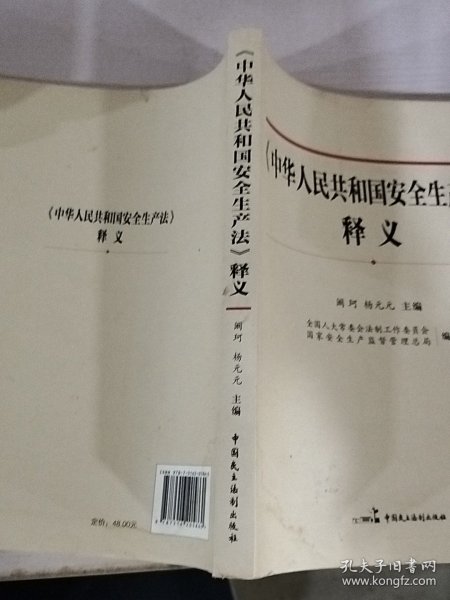 《中华人民共和国安全生产法》
释 义
定价：48.00元
《中华人民共和国安全生产法》释义
阚珂 杨元元 主编
中国民主法制出版社
《中华人民共和国安全生产
释 义
阚珂 杨元元 主编
全国人大常委会法制工作委员会
国家安全生产监督管理总局
编
中国民主法制出版社
孔夫子旧书网
www.kongfz.com